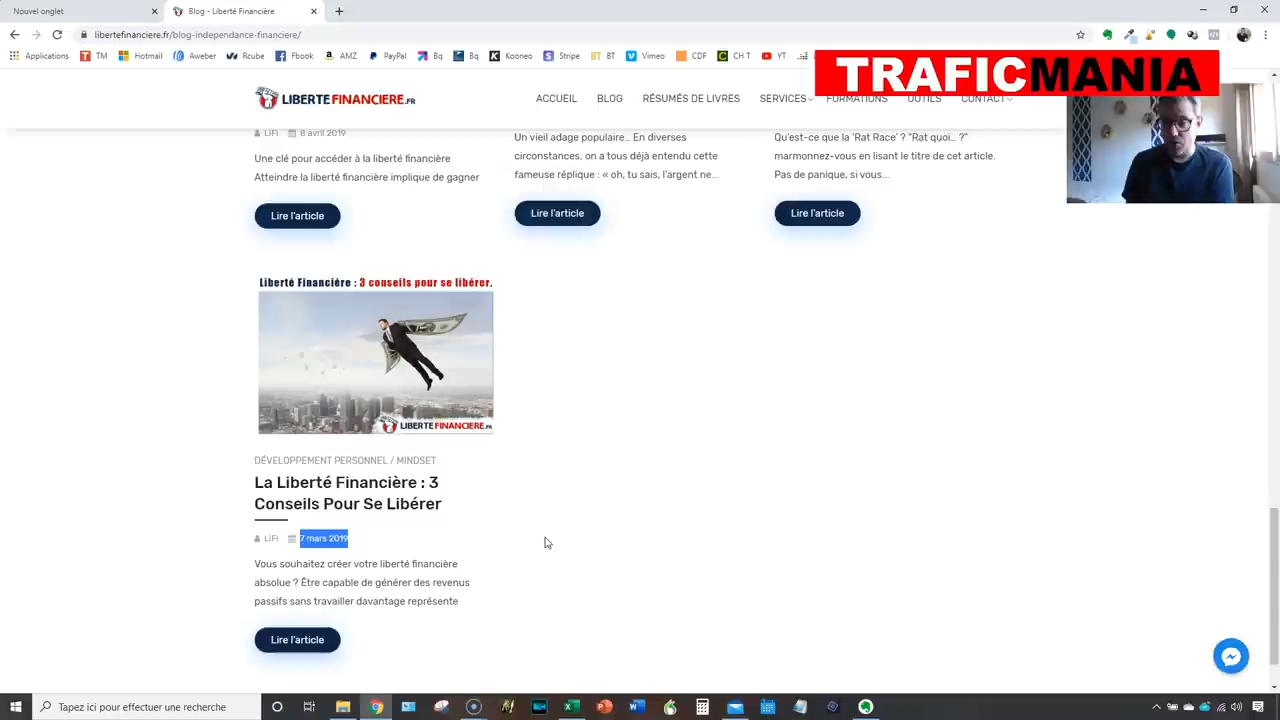 Nouvel onglet
Blog - Liberté Financière
libertefinanciere.fr/blog-independance-financiere/
Applications TM Hotmail Aweber Rcube Fbook AMZ PayPal Bq Bq Kooneo Stripe BT Vimeo CDF CH T YT
TRAFICMANIA
LIBERTEFINANCIERE.FR
ACCUEIL BLOG RÉSUMÉS DE LIVRES SERVICES FORMATIONS OUTILS CONTACT
LiFi 8 avril 2019
Une clé pour accéder à la liberté financière
Atteindre la liberté financière implique de gagner
Lire l'article
Un vieil adage populaire… En diverses
circonstances, on a tous déjà entendu cette
fameuse réplique : « oh, tu sais, l'argent ne...
Lire l'article
Qu'est-ce que la 'Rat Race' ? "Rat quoi… ?"
marmonnez-vous en lisant le titre de cet article.
Pas de panique, si vous...
Lire l'article
Liberté Financière : 3 conseils pour se libérer.
LIBERTEFINANCIERE.FR
DÉVELOPPEMENT PERSONNEL / MINDSET
La Liberté Financière : 3
Conseils Pour Se Libérer
LiFi 7 mars 2019
Vous souhaitez créer votre liberté financière
absolue ? Être capable de générer des revenus
passifs sans travailler davantage représente
Lire l'article
Tapez ici pour effectuer une recherche